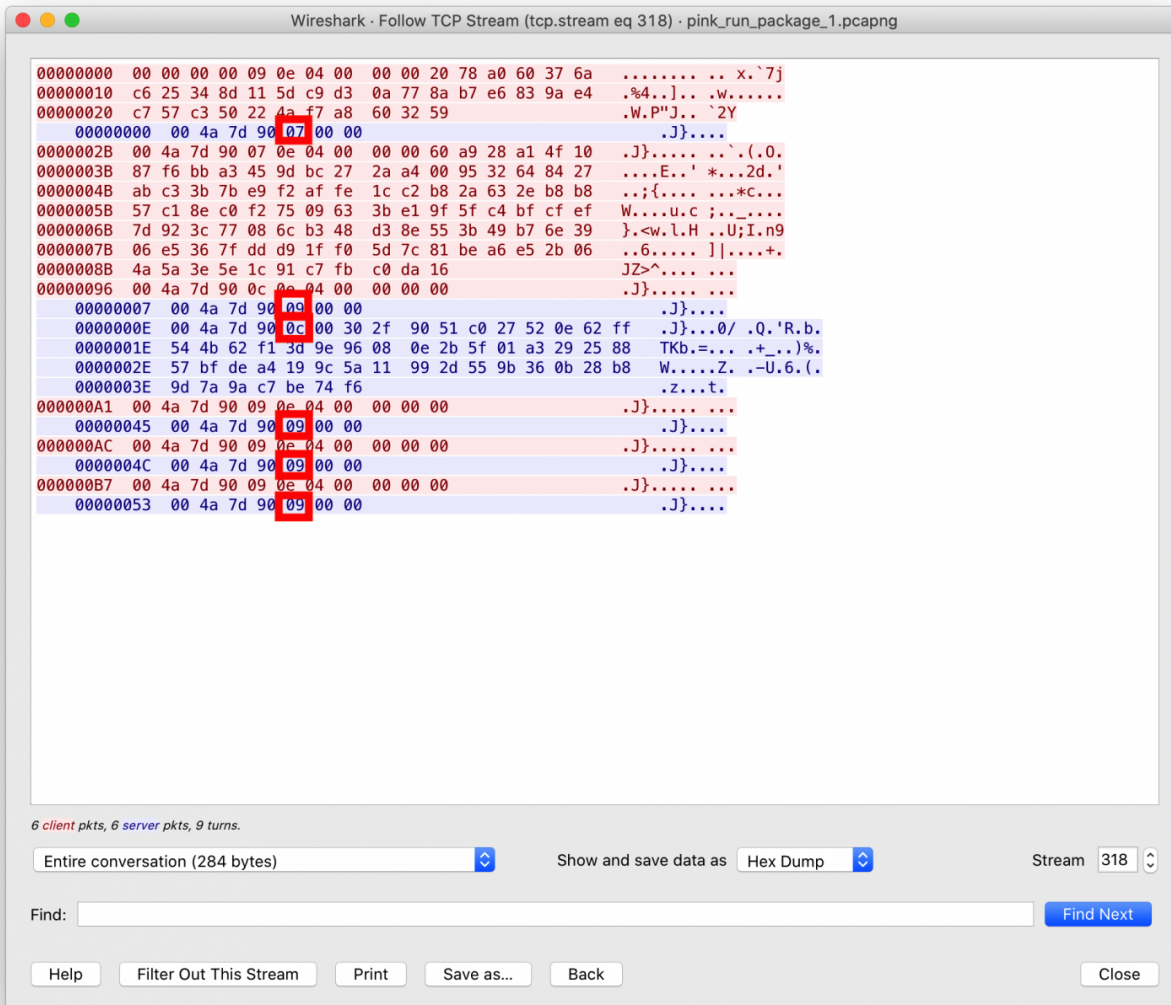 Wireshark · Follow TCP Stream (tcp.stream eq 318) · pink_run_package_1.pcapng
00000000  00 00 00 00 09 0e 04 00  00 00 20 78 a0 60 37 6a   ........ .. x.`7j
00000010  c6 25 34 8d 11 5d c9 d3  0a 77 8a b7 e6 83 9a e4   .%4..].. .w......
00000020  c7 57 c3 50 22 4a f7 a8  60 32 59                  .W.P"J.. `2Y
00000000  00 4a 7d 90 07 00 00                               .J}....
0000002B  00 4a 7d 90 07 0e 04 00  00 00 60 a9 28 a1 4f 10   .J}..... ..`.(.O.
0000003B  87 f6 bb a3 45 9d bc 27  2a a4 00 95 32 64 84 27   ....E..' *...2d.'
0000004B  ab c3 3b 7b e9 f2 af fe  1c c2 b8 2a 63 2e b8 b8   ..;{.... ...*c...
0000005B  57 c1 8e c0 f2 75 09 63  3b e1 9f 5f c4 bf cf ef   W....u.c ;.._....
0000006B  7d 92 3c 77 08 6c b3 48  d3 8e 55 3b 49 b7 6e 39   }.<w.l.H ..U;I.n9
0000007B  06 e5 36 7f dd d9 1f f0  5d 7c 81 be a6 e5 2b 06   ..6..... ]|....+.
0000008B  4a 5a 3e 5e 1c 91 c7 fb  c0 da 16                  JZ>^.... ...
00000096  00 4a 7d 90 0c 0e 04 00  00 00 00                  .J}..... ...
00000007  00 4a 7d 90 09 00 00                               .J}....
0000000E  00 4a 7d 90 0c 00 30 2f  90 51 c0 27 52 0e 62 ff   .J}...0/ .Q.'R.b.
0000001E  54 4b 62 f1 3d 9e 96 08  0e 2b 5f 01 a3 29 25 88   TKb.=... .+_..)%.
0000002E  57 bf de a4 19 9c 5a 11  99 2d 55 9b 36 0b 28 b8   W.....Z. .-U.6.(.
0000003E  9d 7a 9a c7 be 74 f6                               .z...t.
000000A1  00 4a 7d 90 09 0e 04 00  00 00 00                  .J}..... ...
00000045  00 4a 7d 90 09 00 00                               .J}....
000000AC  00 4a 7d 90 09 0e 04 00  00 00 00                  .J}..... ...
0000004C  00 4a 7d 90 09 00 00                               .J}....
000000B7  00 4a 7d 90 09 0e 04 00  00 00 00                  .J}..... ...
00000053  00 4a 7d 90 09 00 00                               .J}....
6 client pkts, 6 server pkts, 9 turns.
Entire conversation (284 bytes) Show and save data as Hex Dump Stream 318
Find: Find Next
Help Filter Out This Stream Print Save as... Back Close